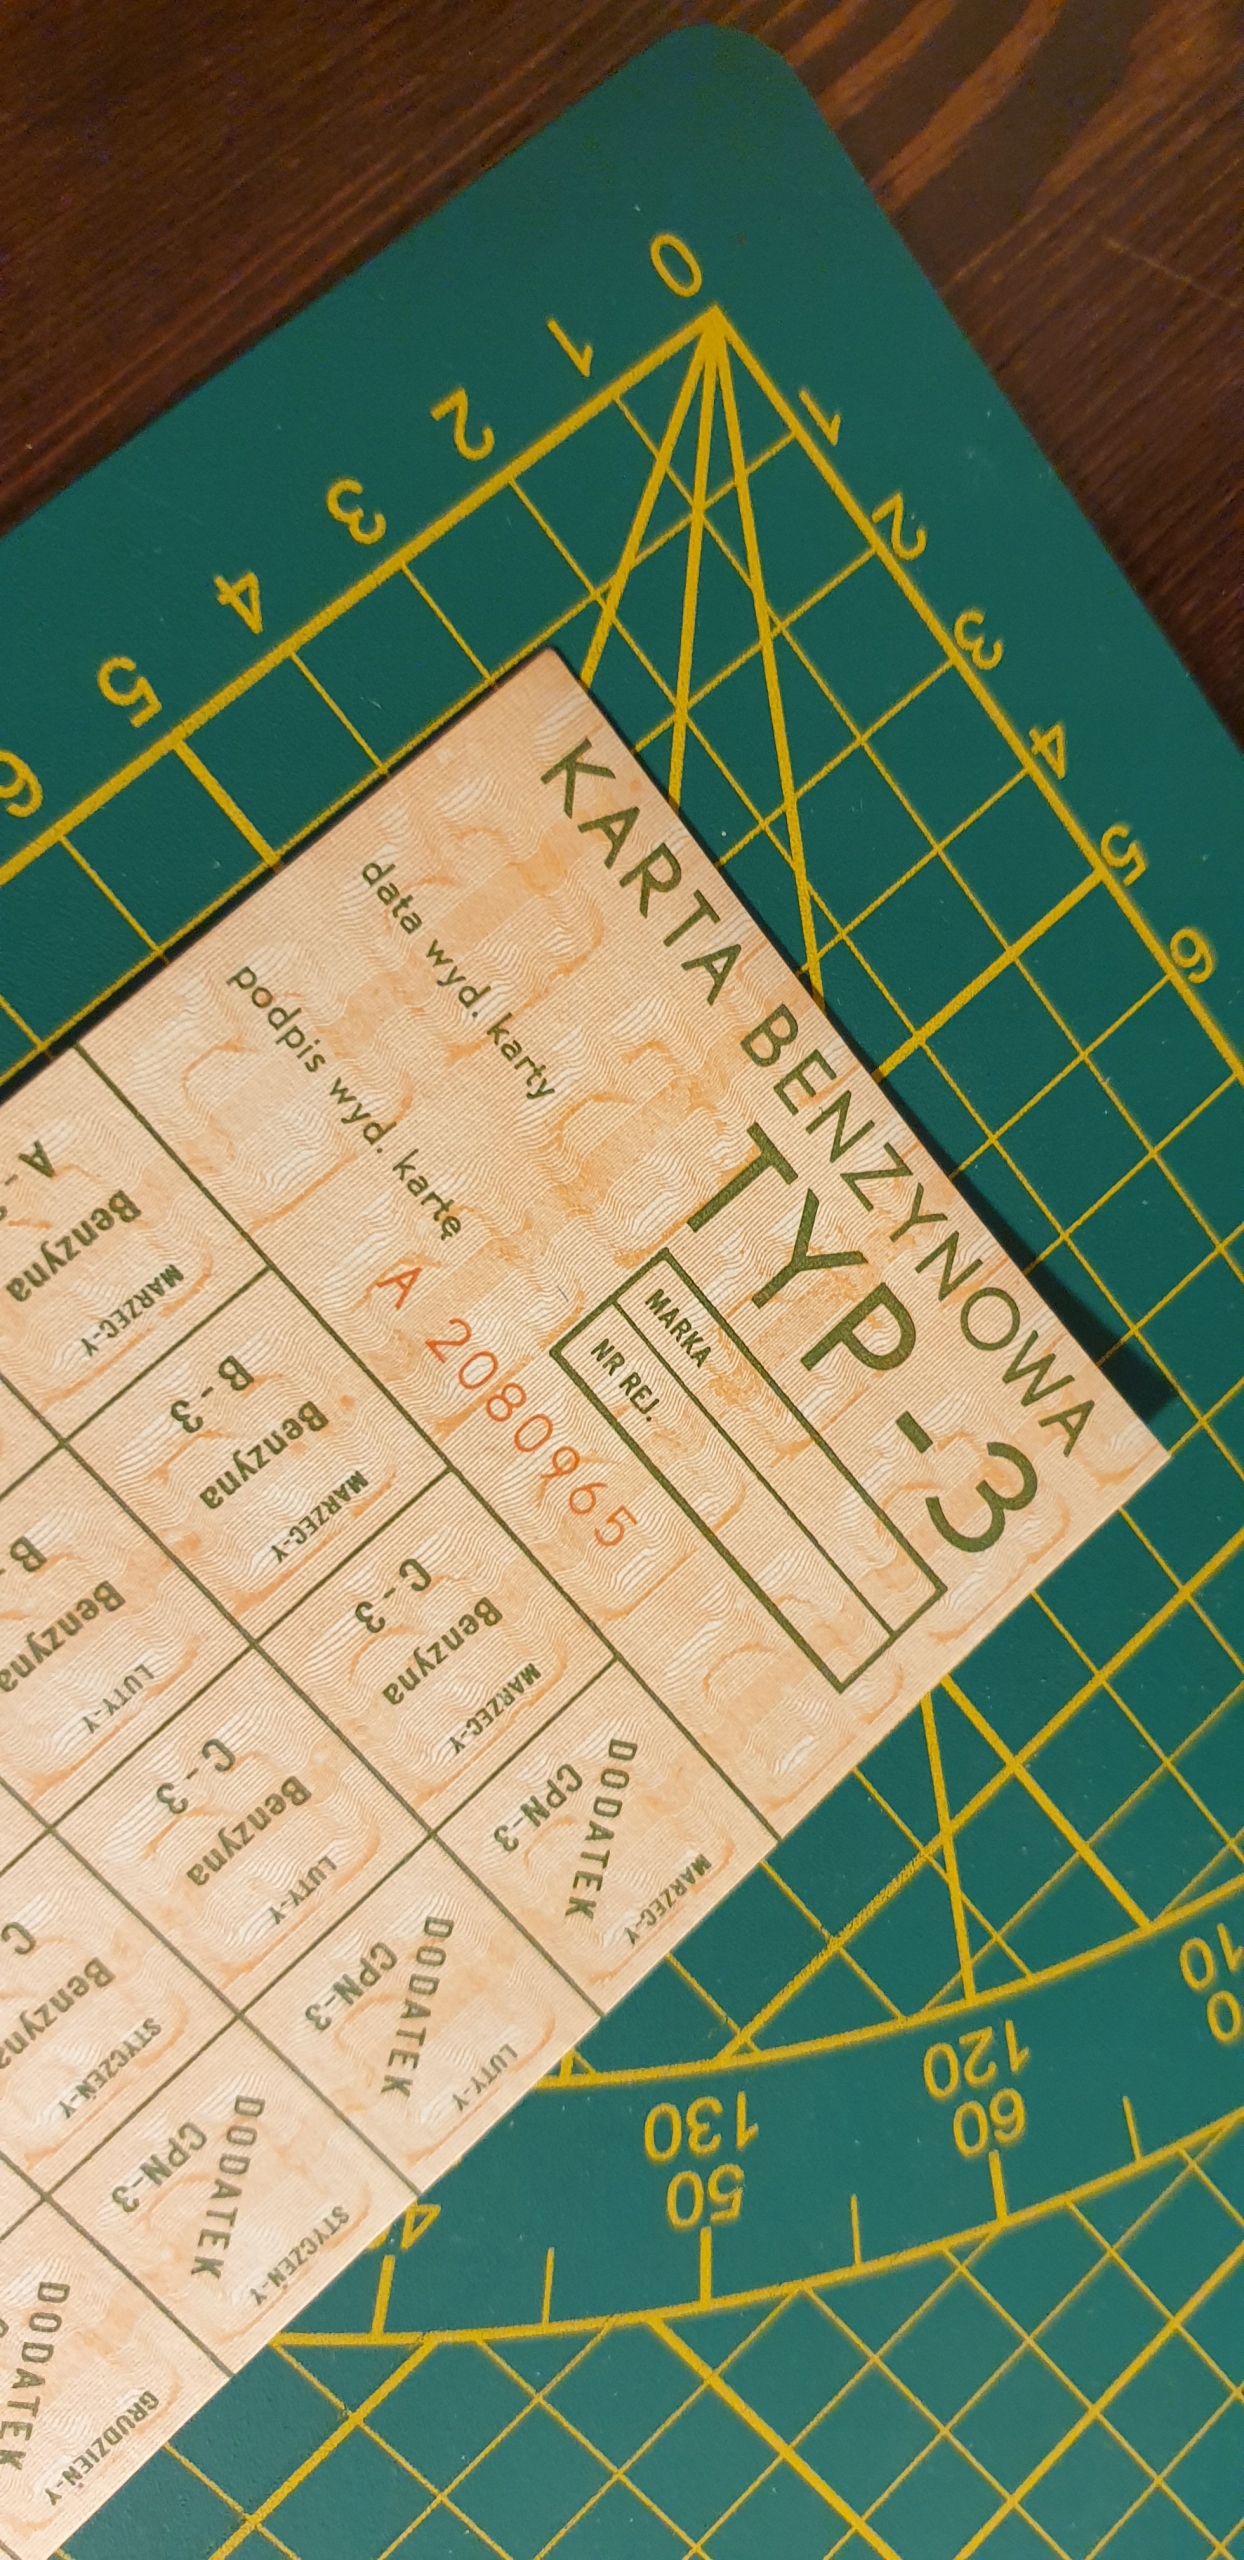 0
1
2
3
4
5
6
1
2
3
4
5
6
KARTA BENZYNOWA
TYP-3
MARKA
NR REJ.
data wyd. karty
podpis wyd. kartę
A 2080965
Benzyna
MARZEC-Y
B-3
Benzyna
MARZEC-Y
C-3
Benzyna
MARZEC-Y
DODATEK
CPN-3
MARZEC-Y
Benzyna
LUTY-Y
C-3
Benzyna
LUTY-Y
DODATEK
CPN-3
LUTY-Y
Benzyna
STYCZEŃ-Y
DODATEK
CPN-3
STYCZEŃ-Y
DODATEK
GRUDZIEŃ-Y
130
50
120
60